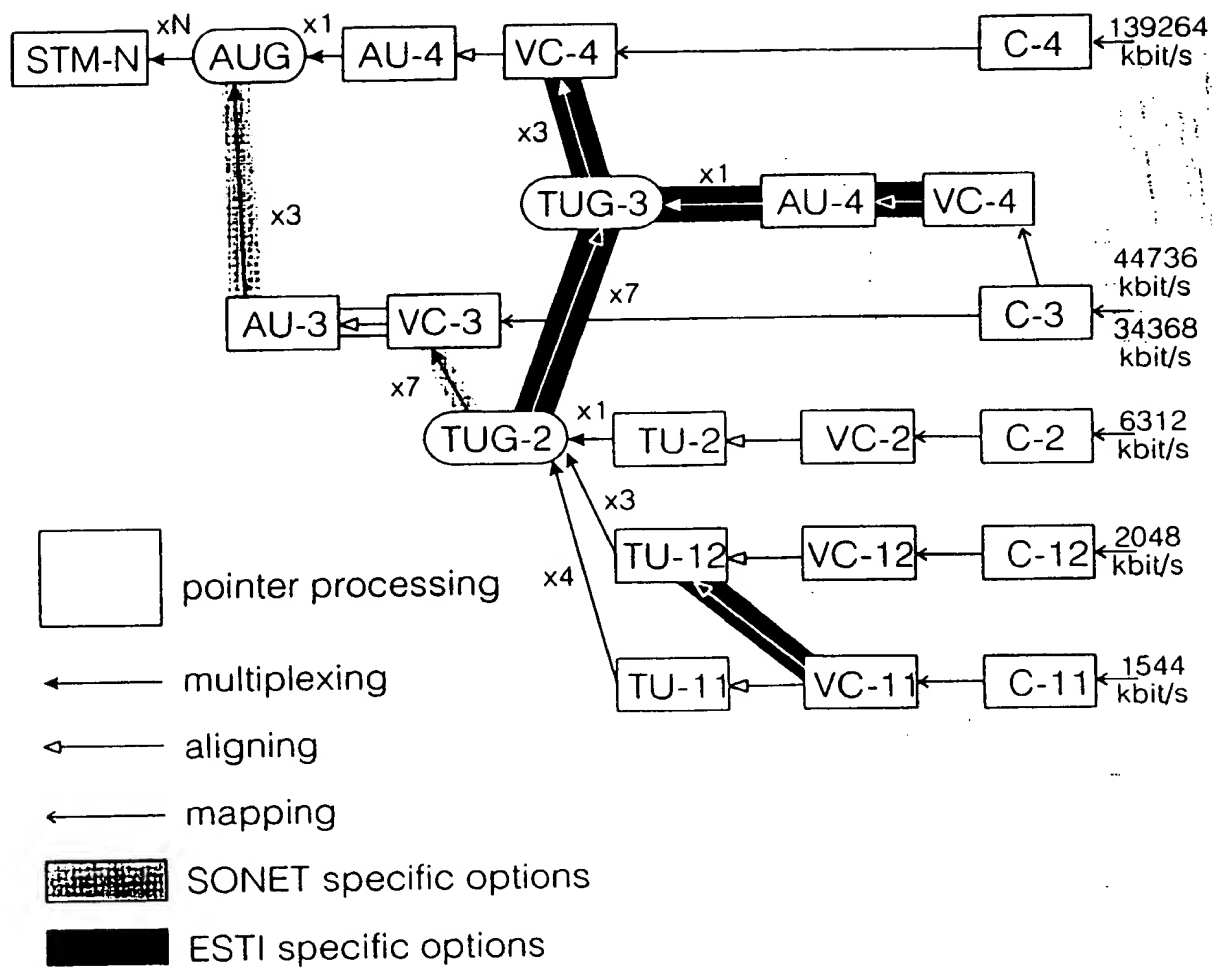 xN
x1
STM-N
AUG
AU-4
VC-4
C-4
139264
kbit/s
x3
x1
TUG-3
AU-4
VC-4
x3
x7
44736
kbit/s
AU-3
VC-3
C-3
34368
kbit/s
x7
x1
TUG-2
TU-2
VC-2
C-2
6312
kbit/s
x3
TU-12
VC-12
C-12
2048
kbit/s
x4
TU-11
VC-11
C-11
1544
kbit/s
pointer processing
multiplexing
aligning
mapping
SONET specific options
ESTI specific options